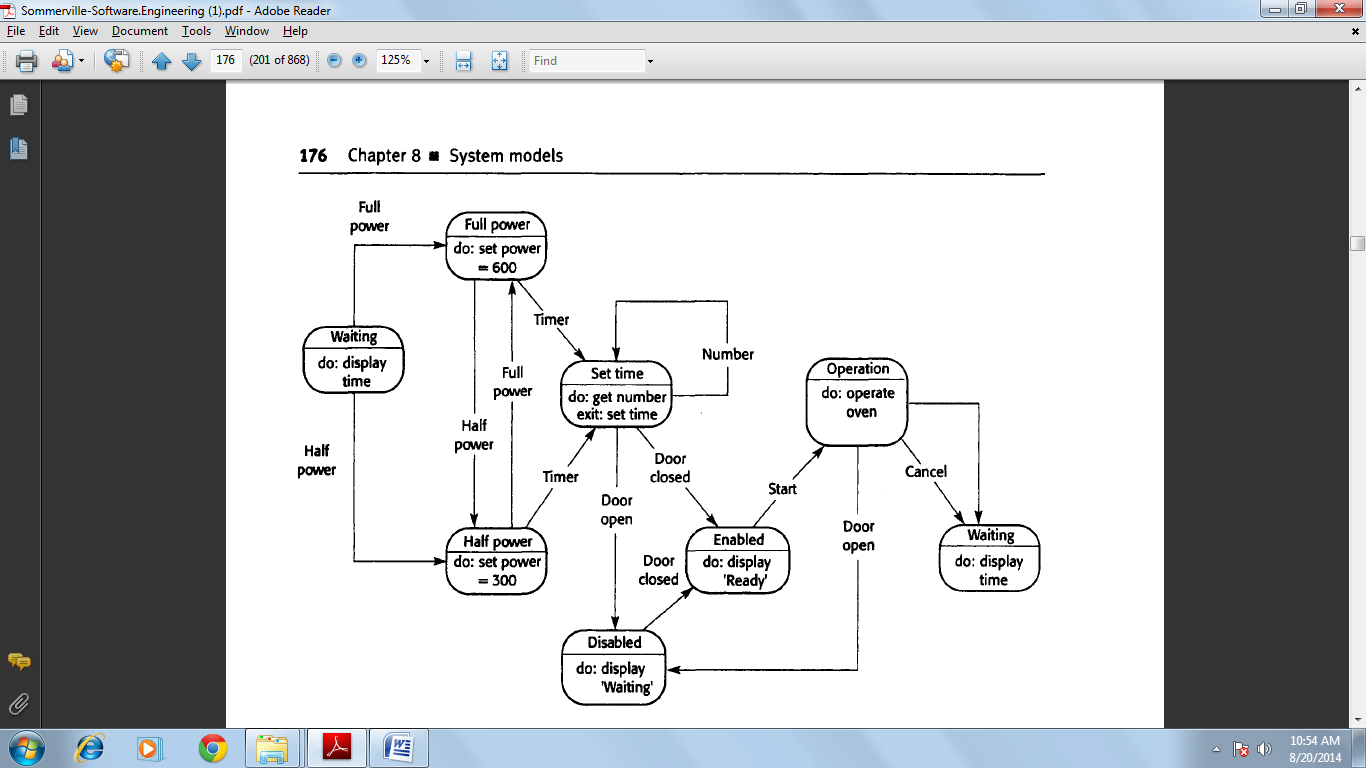 Sommerville-Software.Engineering (1).pdf - Adobe Reader
File Edit View Document Tools Window Help
176 (201 of 868) 125% Find
176 Chapter 8 System models
Full
power
Full power
do: set power
= 600
Timer
Waiting
do: display
time
Full
power
Half
power
Half
power
Set time
do: get number
exit: set time
Number
Operation
do: operate
oven
Timer
Door
open
Door
closed
Start
Cancel
Door
open
Half power
do: set power
= 300
Enabled
do: display
'Ready'
Door
closed
Waiting
do: display
time
Disabled
do: display
'Waiting'
10:54 AM
8/20/2014